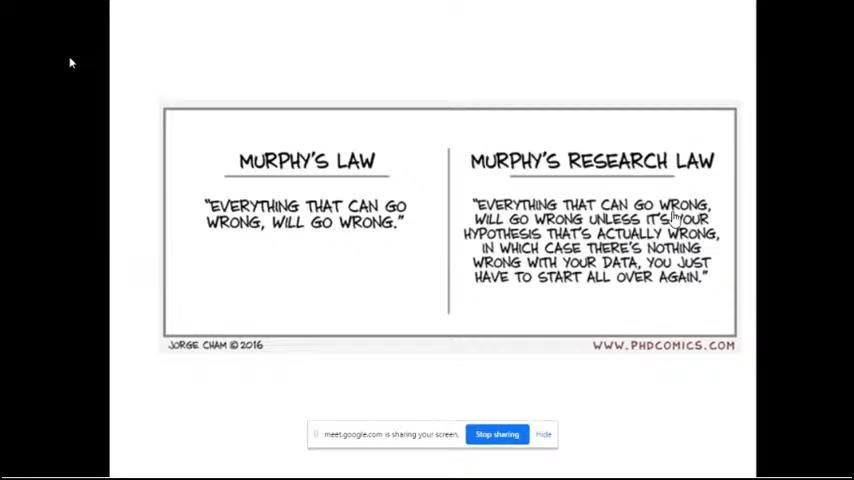 MURPHY'S LAW
"EVERYTHING THAT CAN GO
WRONG, WILL GO WRONG."
MURPHY'S RESEARCH LAW
"EVERYTHING THAT CAN GO WRONG,
WILL GO WRONG UNLESS IT'S YOUR
HYPOTHESIS THAT'S ACTUALLY WRONG,
IN WHICH CASE THERE'S NOTHING
WRONG WITH YOUR DATA, YOU JUST
HAVE TO START ALL OVER AGAIN."
JORGE CHAM © 2016
WWW.PHDCOMICS.COM
meet.google.com is sharing your screen.
Stop sharing
Hide